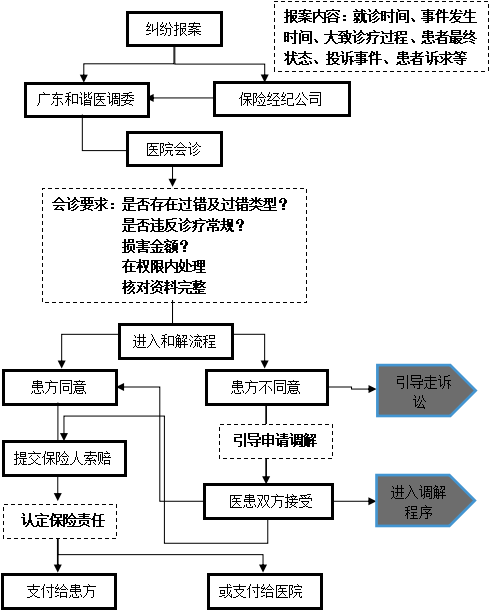 纠纷报案
报案内容：就诊时间、事件发生
时间、大致诊疗过程、患者最终
状态、投诉事件、患者诉求等
广东和谐医调委
保险经纪公司
医院会诊
会诊要求：是否存在过错及过错类型？
是否违反诊疗常规？
损害金额？
在权限内处理
核对资料完整
进入和解流程
患方同意
患方不同意
引导走诉
讼
引导申请调解
提交保险人索赔
医患双方接受
进入调解
程序
认定保险责任
支付给患方
或支付给医院